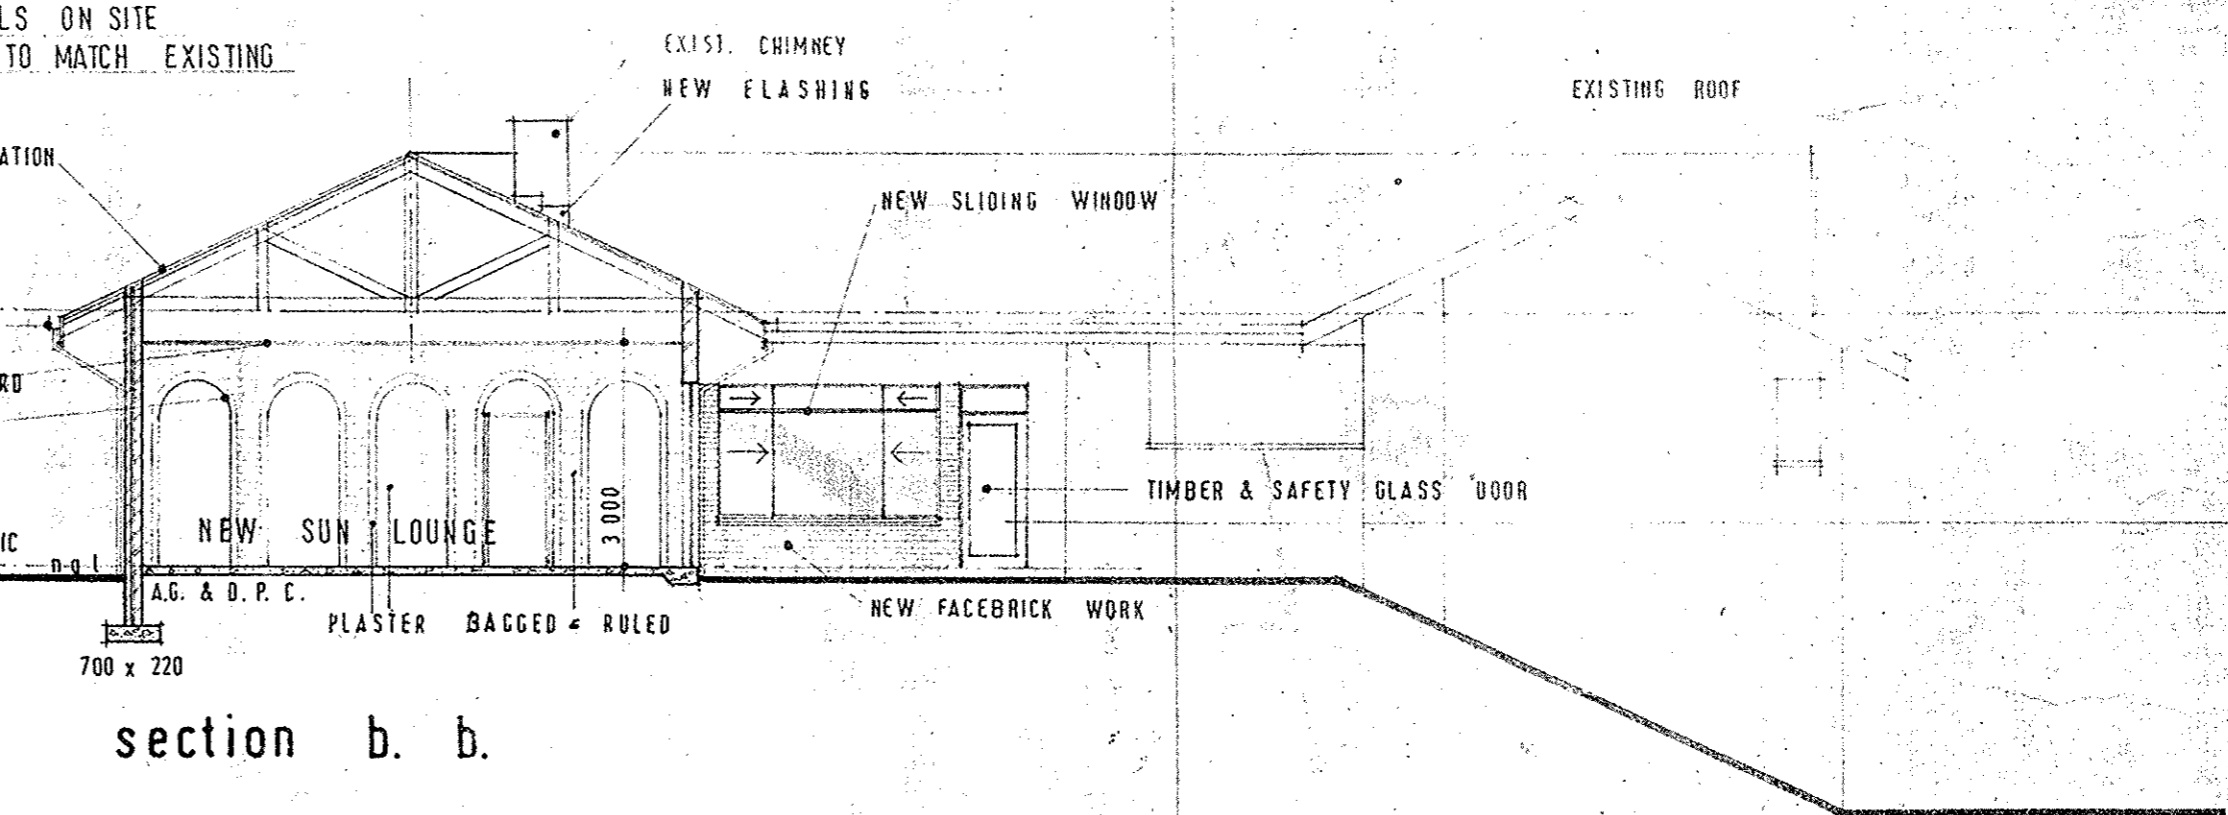 LS ON SITE
TO MATCH EXISTING
EXIST. CHIMNEY
NEW FLASHING
EXISTING ROOF
ATION
NEW SLIDING WINDOW
RD
TIMBER & SAFETY GLASS DOOR
3 000
NEW SUN LOUNGE
IC
n g l
A.G. & D. P. C.
PLASTER BAGGED & RULED
NEW FACEBRICK WORK
700 x 220
section b. b.